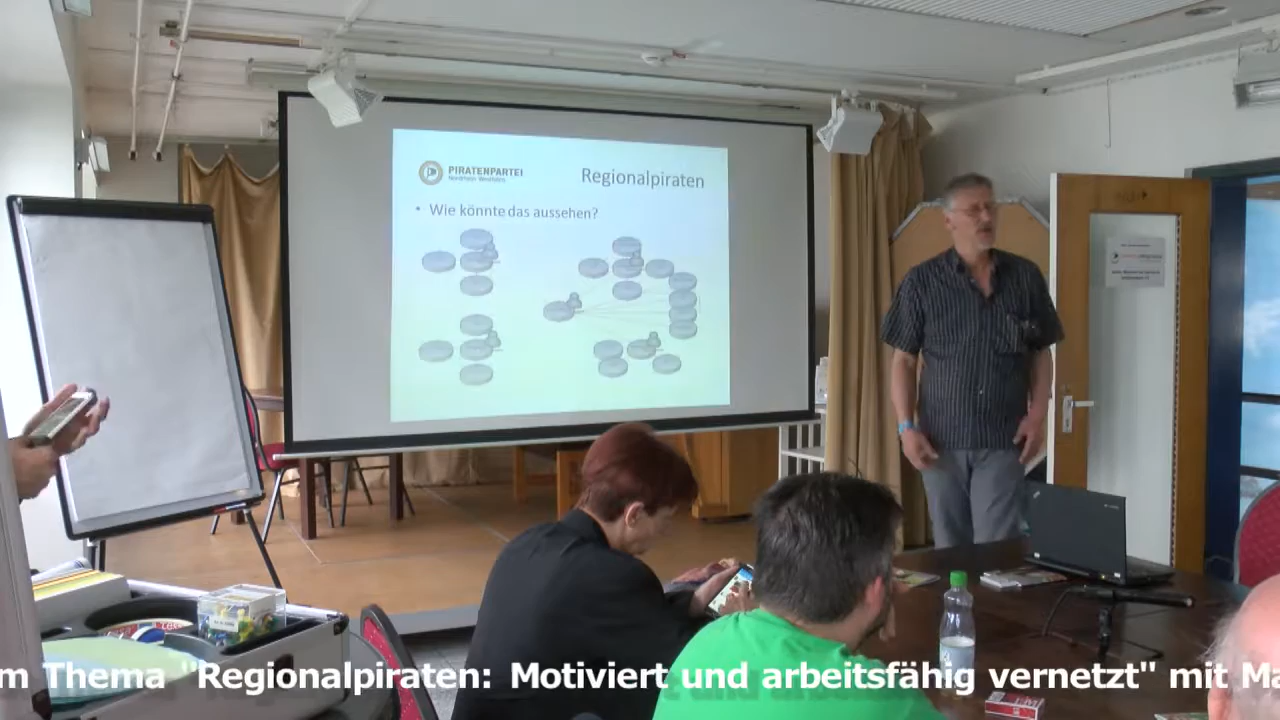 PIRATENPARTEI
Nordrhein Westfalen
Regionalpiraten
• Wie könnte das aussehen?
m Thema "Regionalpiraten: Motiviert und arbeitsfähig vernetzt" mit Ma